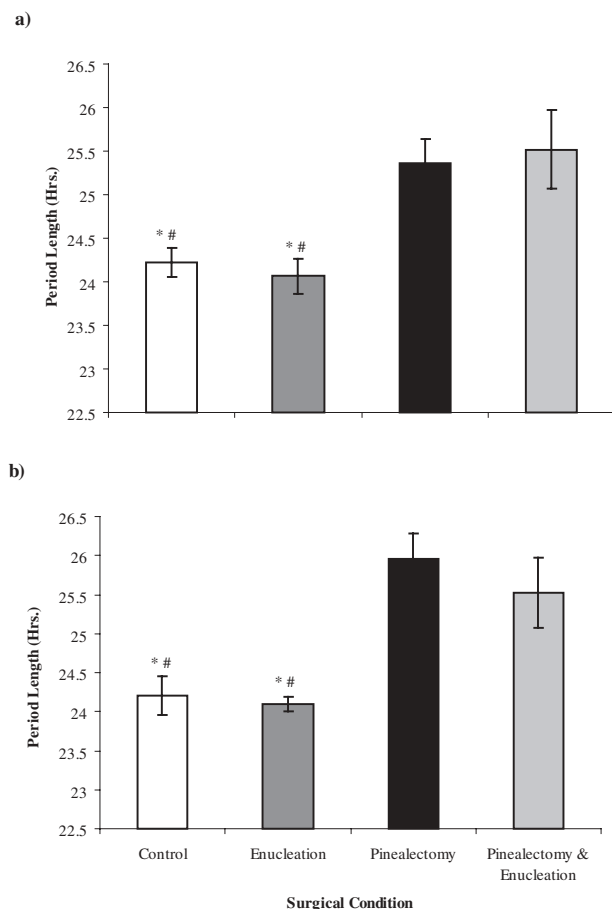 a)
26.5
26
25.5
25
24.5
24
23.5
23
22.5
Period Length (Hrs.)
* #
* #
b)
26.5
26
25.5
25
24.5
24
23.5
23
22.5
Period Length (Hrs.)
* #
* #
Control
Enucleation
Pinealectomy
Pinealectomy &
Enucleation
Surgical Condition